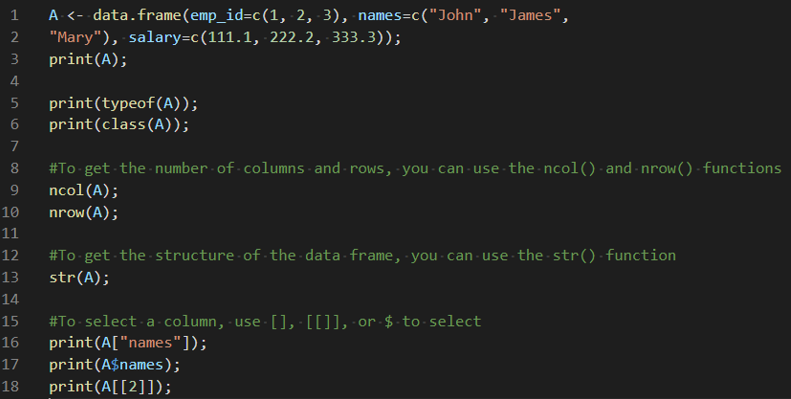 1 A <- data.frame(emp_id=c(1, 2, 3), names=c("John", "James",
2 "Mary"), salary=c(111.1, 222.2, 333.3));
3 print(A);
4
5 print(typeof(A));
6 print(class(A));
7
8 #To get the number of columns and rows, you can use the ncol() and nrow() functions
9 ncol(A);
10 nrow(A);
11
12 #To get the structure of the data frame, you can use the str() function
13 str(A);
14
15 #To select a column, use [], [[]], or $ to select
16 print(A["names"]);
17 print(A$names);
18 print(A[[2]]);